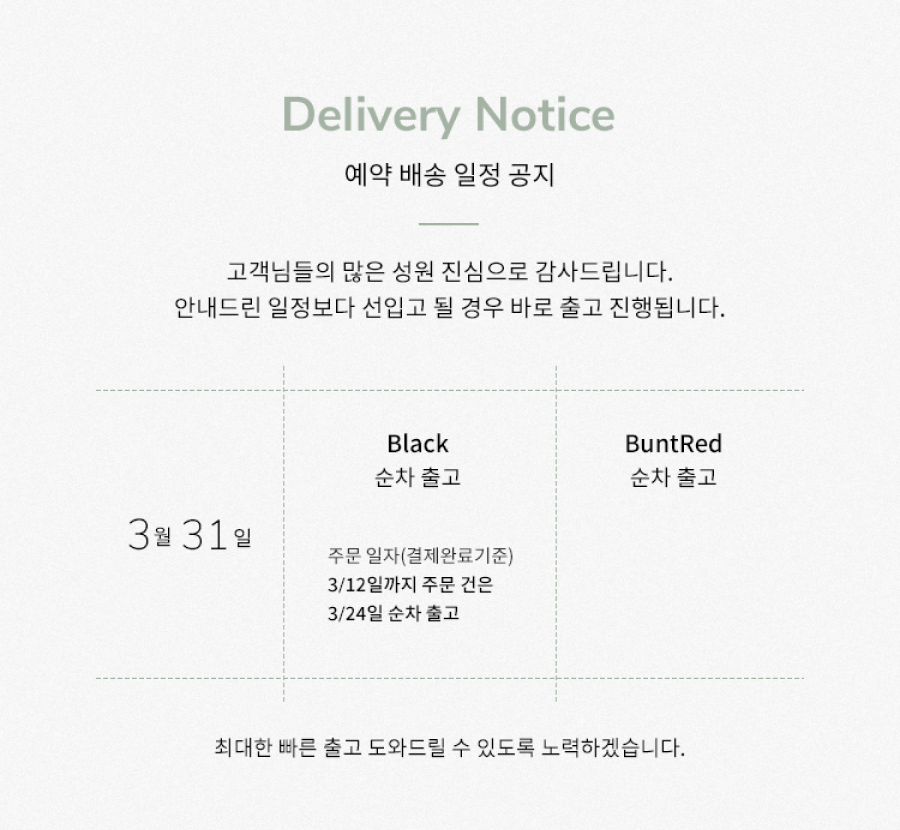 Delivery Notice
예약 배송 일정 공지
고객님들의 많은 성원 진심으로 감사드립니다.
안내드린 일정보다 선입고 될 경우 바로 출고 진행됩니다.
3월 31일
Black
순차 출고
주문 일자(결제완료기준)
3/12일까지 주문 건은
3/24일 순차 출고
BuntRed
순차 출고
최대한 빠른 출고 도와드릴 수 있도록 노력하겠습니다.